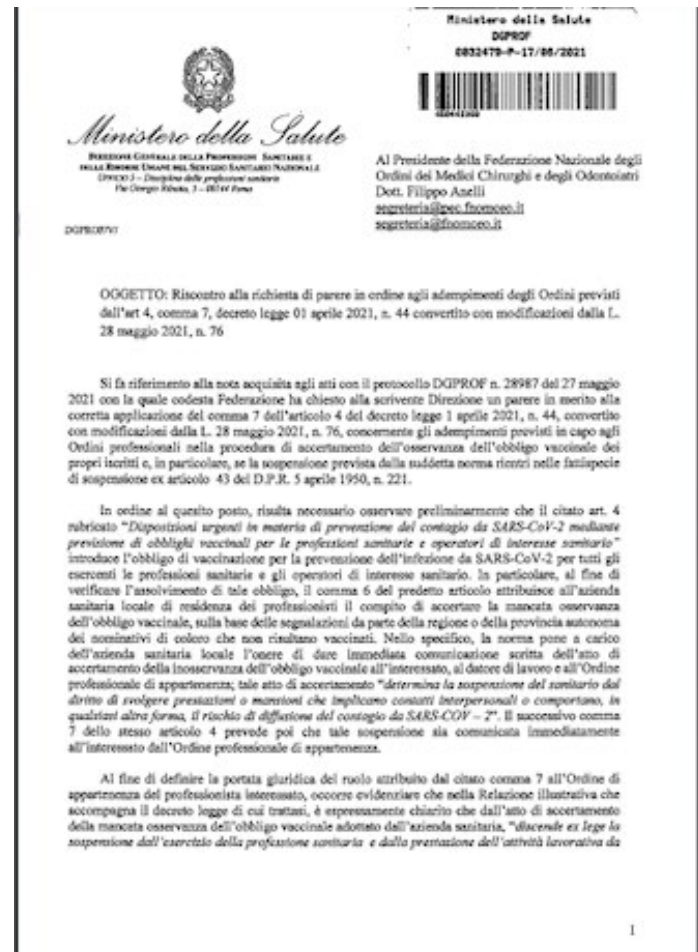 Ministero della Salute
DGPROF
0032479-P-17/06/2021
Ministero della Salute
DIREZIONE GENERALE DELLE PROFESSIONI SANITARIE E
DELLE RISORSE UMANE DEL SERVIZIO SANITARIO NAZIONALE
UFFICIO 5 – Disciplina delle professioni sanitarie
Via Giorgio Ribotta, 5 – 00144 Roma
Al Presidente della Federazione Nazionale degli
Ordini dei Medici Chirurghi e degli Odontoiatri
Dott. Filippo Anelli
segreteria@pec.fnomceo.it
segreteria@fnomceo.it
OGGETTO: Riscontro alla richiesta di parere in ordine agli adempimenti degli Ordini previsti
dall'art 4, comma 7, decreto legge 01 aprile 2021, n. 44 convertito con modificazioni dalla L.
28 maggio 2021, n. 76
Si fa riferimento alla nota acquisita agli atti con il protocollo DGPROF n. 28987 del 27 maggio
2021 con la quale codesta Federazione ha chiesto alla scrivente Direzione un parere in merito alla
corretta applicazione del comma 7 dell'articolo 4 del decreto legge 1 aprile 2021, n. 44, convertito
con modificazioni dalla L. 28 maggio 2021, n. 76, concernente gli adempimenti previsti in capo agli
Ordini professionali nella procedura di accertamento dell'osservanza dell'obbligo vaccinale dei
propri iscritti e, in particolare, se la sospensione prevista dalla suddetta norma rientri nelle fattispecie
di sospensione ex articolo 43 del D.P.R. 5 aprile 1950, n. 221.
In ordine al quesito posto, risulta necessario osservare preliminarmente che il citato art. 4
rubricato "Disposizioni urgenti in materia di prevenzione del contagio da SARS-CoV-2 mediante
previsione di obblighi vaccinali per le professioni sanitarie e operatori di interesse sanitario"
introduce l'obbligo di vaccinazione per la prevenzione dell'infezione da SARS-CoV-2 per tutti gli
esercenti le professioni sanitarie e gli operatori di interesse sanitario. In particolare, al fine di
verificare l'assolvimento di tale obbligo, il comma 6 del predetto articolo attribuisce all'azienda
sanitaria locale di residenza dei professionisti il compito di accertare la mancata osservanza
dell'obbligo vaccinale, sulla base delle segnalazioni da parte della regione o della provincia autonoma
dei nominativi di coloro che non risultano vaccinati. Nello specifico, la norma pone a carico
dell'azienda sanitaria locale l'onere di dare immediata comunicazione scritta dell'atto di
accertamento della inosservanza dell'obbligo vaccinale all'interessato, al datore di lavoro e all'Ordine
professionale di appartenenza; tale atto di accertamento "determina la sospensione del sanitario dal
diritto di svolgere prestazioni o mansioni che implicano contatti interpersonali o comportano, in
qualsiasi altra forma, il rischio di diffusione del contagio da SARS-COV – 2". Il successivo comma
7 dello stesso articolo 4 prevede poi che tale sospensione sia comunicata immediatamente
all'interessato dall'Ordine professionale di appartenenza.
Al fine di definire la portata giuridica del ruolo attribuito dal citato comma 7 all'Ordine di
appartenenza del professionista interessato, occorre evidenziare che nella Relazione illustrativa che
accompagna il decreto legge di cui trattasi, è espressamente chiarito che dall'atto di accertamento
della mancata osservanza dell'obbligo vaccinale adottato dall'azienda sanitaria, "discende ex lege la
sospensione dall'esercizio della professione sanitaria e dalla prestazione dell'attività lavorativa da
1